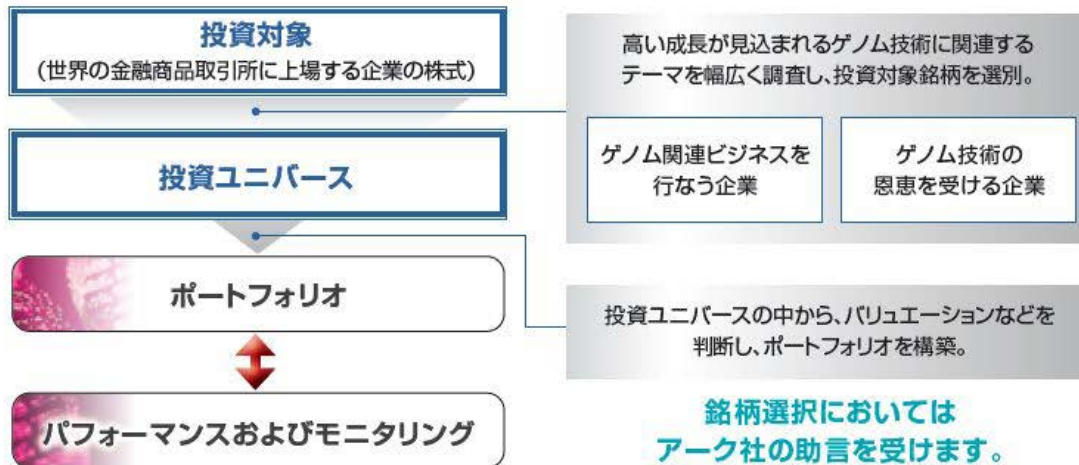 投資対象
(世界の金融商品取引所に上場する企業の株式)
投資ユニバース
ポートフォリオ
パフォーマンスおよびモニタリング
高い成長が見込まれるゲノム技術に関連する
テーマを幅広く調査し、投資対象銘柄を選別。
ゲノム関連ビジネスを
行なう企業
ゲノム技術の
恩恵を受ける企業
投資ユニバースの中から、バリュエーションなどを
判断し、ポートフォリオを構築。
銘柄選択においては
アーク社の助言を受けます。